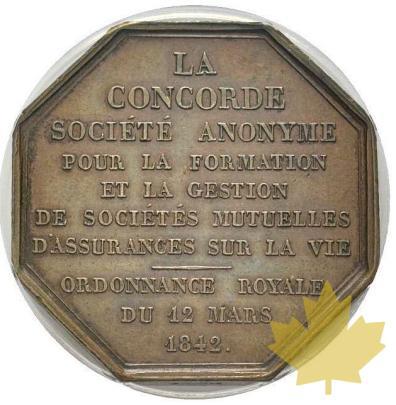 LA
CONCORDE
SOCIÉTÉ ANONYME
POUR LA FORMATION
ET LA GESTION
DE SOCIÉTÉS MUTUELLES
D'ASSURANCES SUR LA VIE
ORDONNANCE ROYALE
DU 12 MARS
1842.